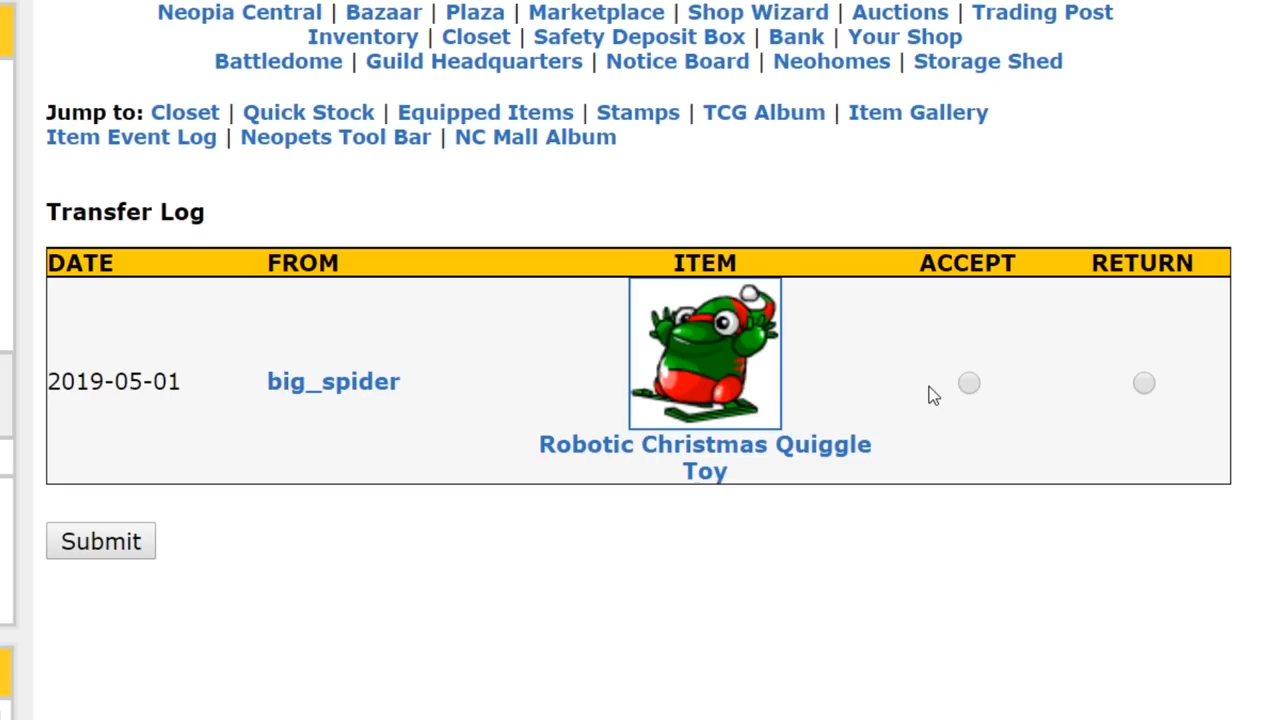 Neopia Central | Bazaar | Plaza | Marketplace | Shop Wizard | Auctions | Trading Post
Inventory | Closet | Safety Deposit Box | Bank | Your Shop
Battledome | Guild Headquarters | Notice Board | Neohomes | Storage Shed
Jump to: Closet | Quick Stock | Equipped Items | Stamps | TCG Album | Item Gallery
Item Event Log | Neopets Tool Bar | NC Mall Album
Transfer Log
DATE FROM ITEM ACCEPT RETURN
2019-05-01 big_spider
Robotic Christmas Quiggle
Toy
Submit